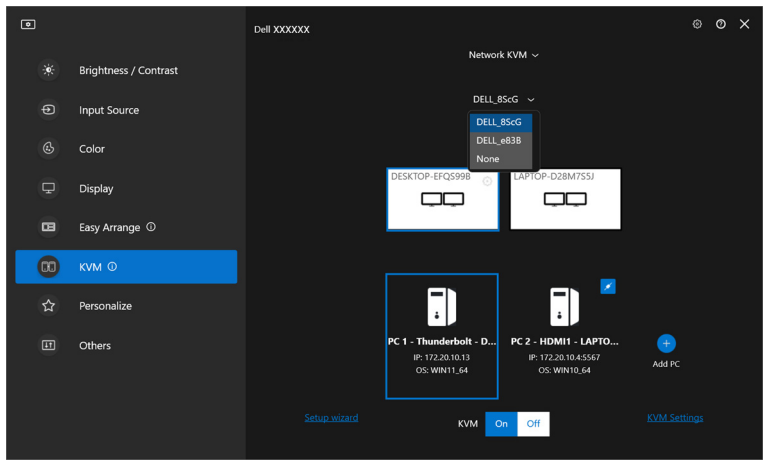 Dell XXXXXX
Network KVM
Brightness / Contrast
Input Source
Color
Display
Easy Arrange
KVM
Personalize
Others
DELL_8ScG
DELL_8ScG
DELL_e83B
None
DESKTOP-EFQS99B
LAPTOP-D28M7S5J
PC 1 - Thunderbolt - D...
IP: 172.20.10.13
OS: WIN11_64
PC 2 - HDMI1 - LAPTO...
IP: 172.20.10.4:5567
OS: WIN10_64
Add PC
Setup wizard
KVM On Off
KVM Settings